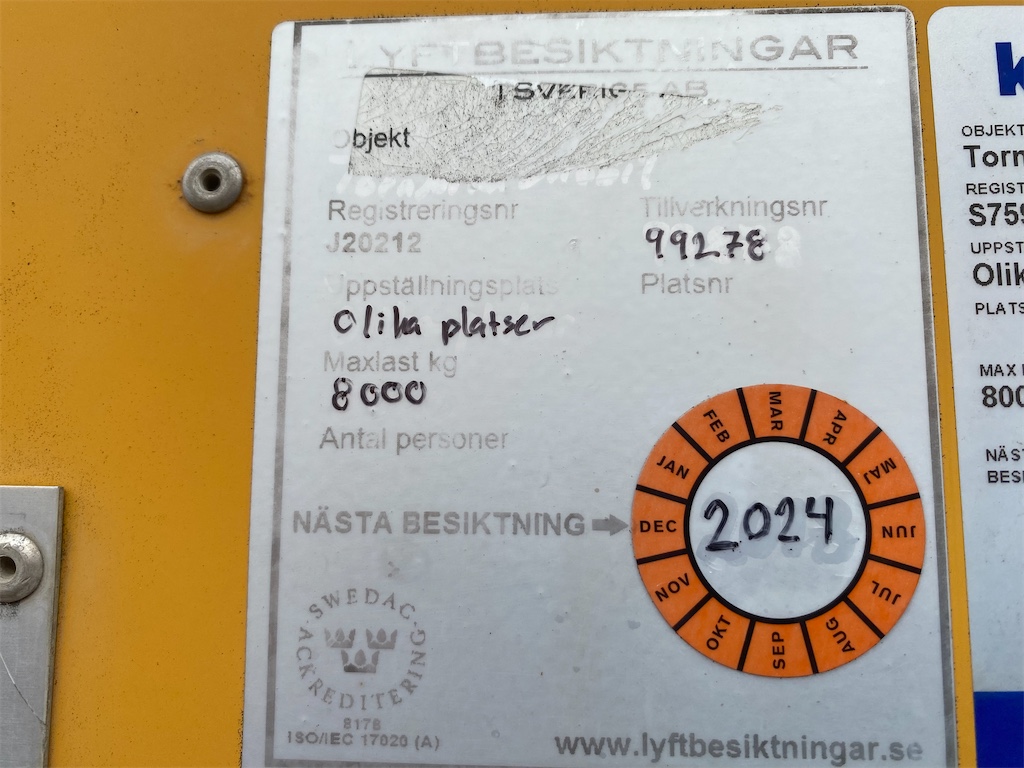 LYFTBESIKTNINGAR
I SVERIGE AB
Objekt
Registreringsnr
J20212
Tillverkningsnr
99278
Uppställningsplats
Olika platser
Platsnr
Maxlast kg
8000
Antal personer
NÄSTA BESIKTNING
JAN
FEB
MAR
APR
MAJ
JUN
JUL
AUG
SEP
OKT
NOV
DEC
2024
SWEDAC
ACKREDITERING
8178
ISO/IEC 17020 (A)
www.lyftbesiktningar.se
k
OBJEKT
Torn
REGIST
S759
UPPST
Olik
PLATS
MAX
800
NÄS
BESI